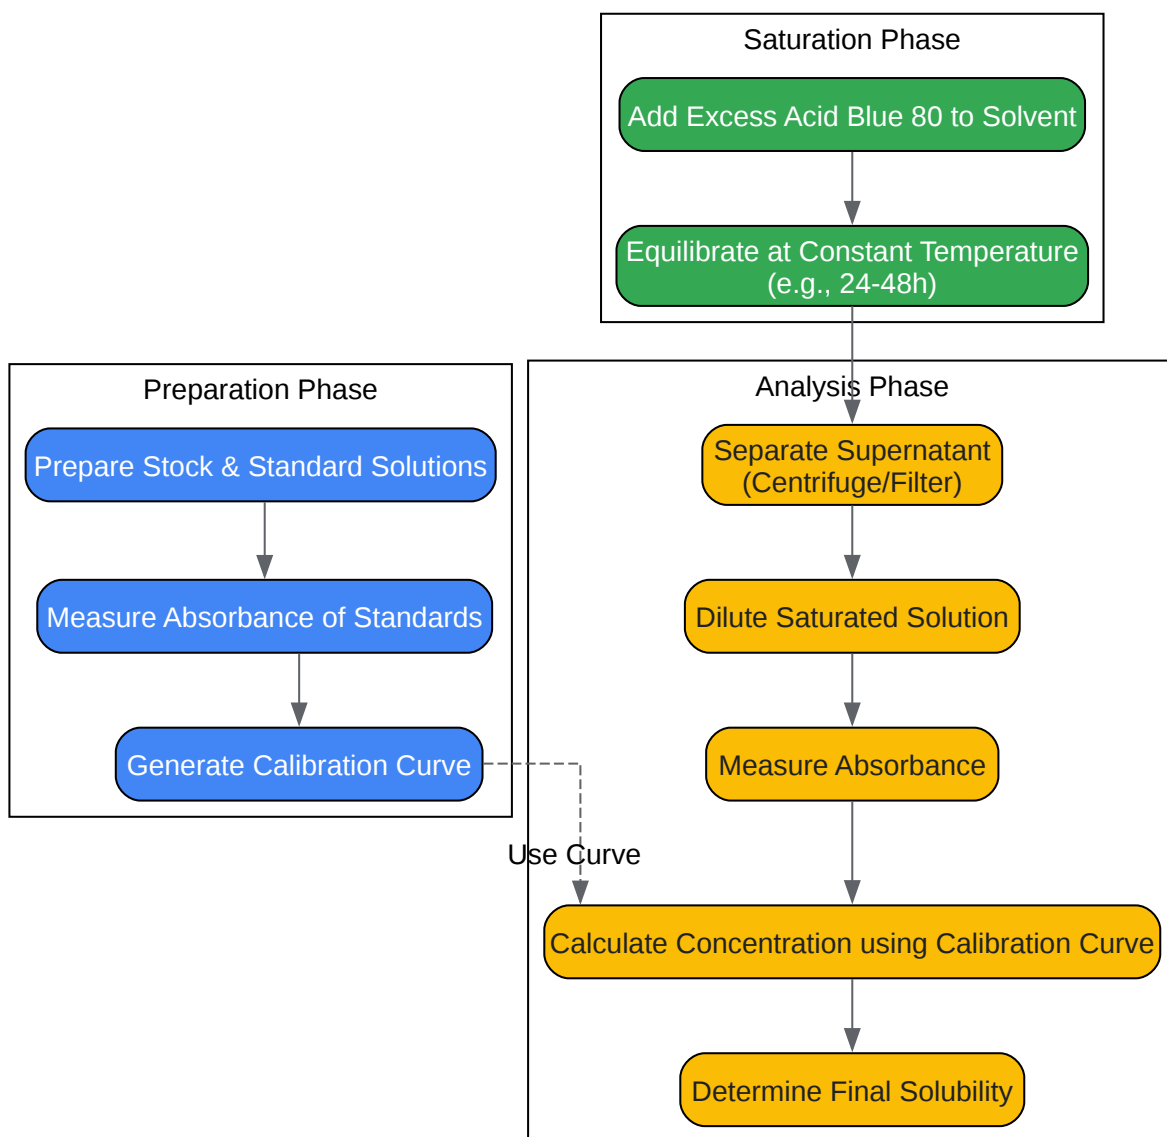 Saturation Phase
Add Excess Acid Blue 80 to Solvent
Equilibrate at Constant Temperature
(e.g., 24-48h)
Preparation Phase
Prepare Stock & Standard Solutions
Measure Absorbance of Standards
Generate Calibration Curve
Use Curve
Analysis Phase
Separate Supernatant
(Centrifuge/Filter)
Dilute Saturated Solution
Measure Absorbance
Calculate Concentration using Calibration Curve
Determine Final Solubility